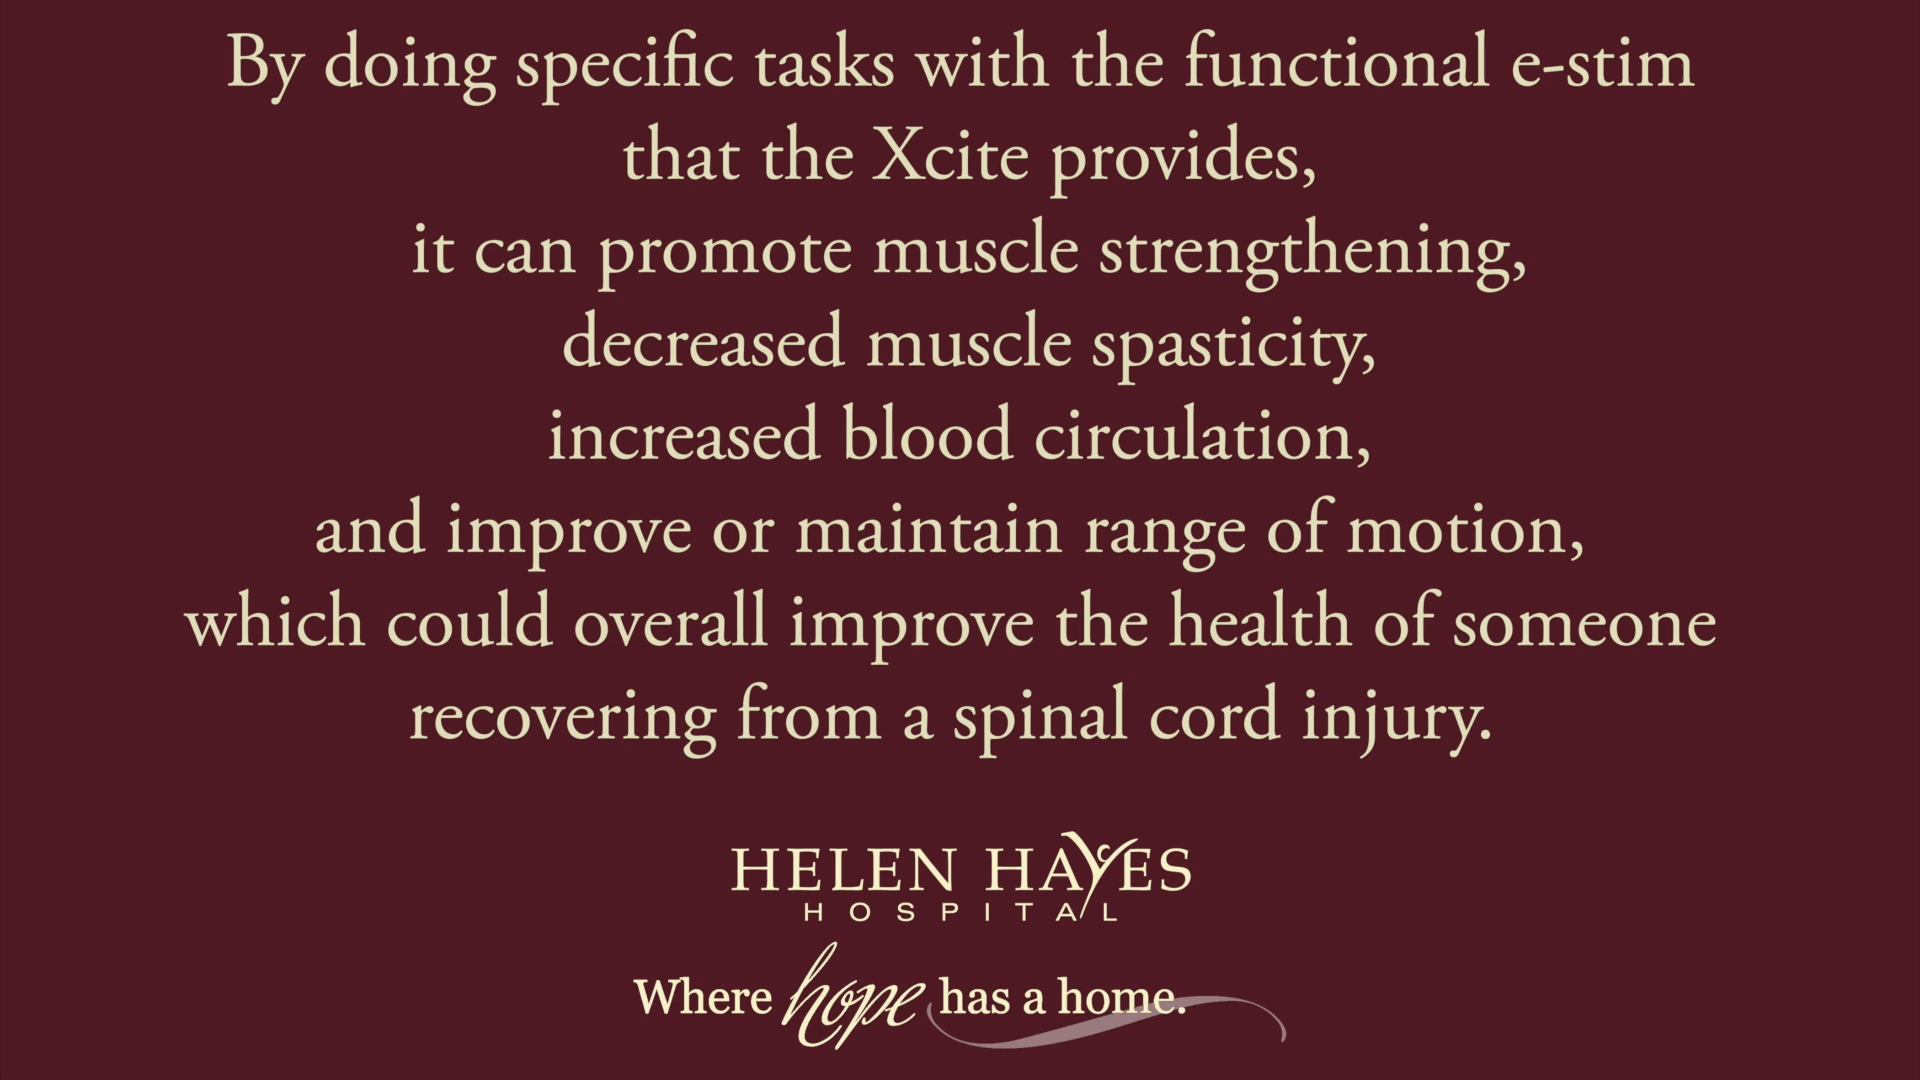 By doing specific tasks with the functional e-stim
that the Xcite provides,
it can promote muscle strengthening,
decreased muscle spasticity,
increased blood circulation,
and improve or maintain range of motion,
which could overall improve the health of someone
recovering from a spinal cord injury.
HELEN HAYES
HOSPITAL
Where hope has a home.